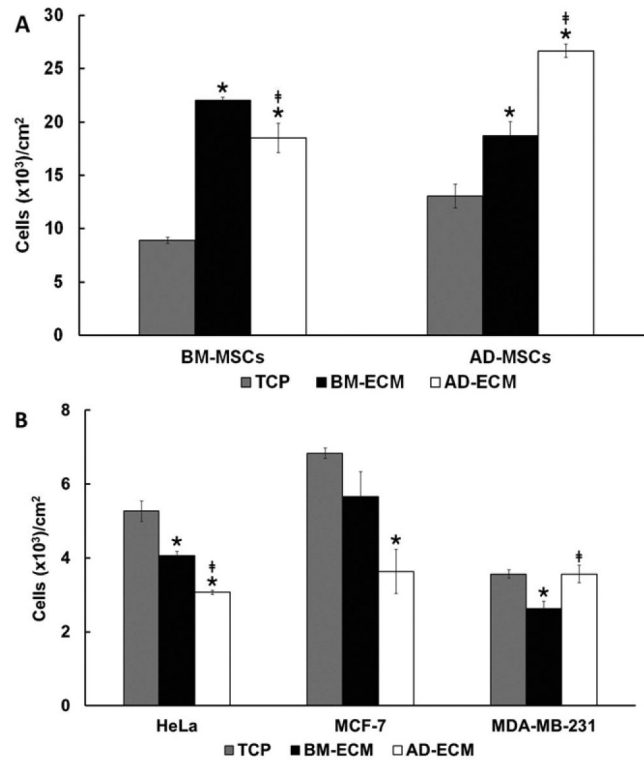 A
Cells (x10³)/cm²
30
25
20
15
10
5
0
*
ǂ
*
*
ǂ
*
BM-MSCs AD-MSCs
TCP BM-ECM AD-ECM
B
Cells (x10³)/cm²
8
6
4
2
0
*
ǂ
*
*
*
ǂ
HeLa MCF-7 MDA-MB-231
TCP BM-ECM AD-ECM